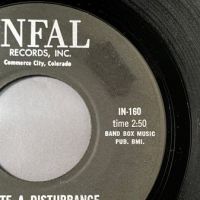 NFAL
RECORDS, INC.
Commerce City, Colorado
IN-160
time 2:50
BAND BOX MUSIC
PUB. BMI.
TE A DISTURBANCE